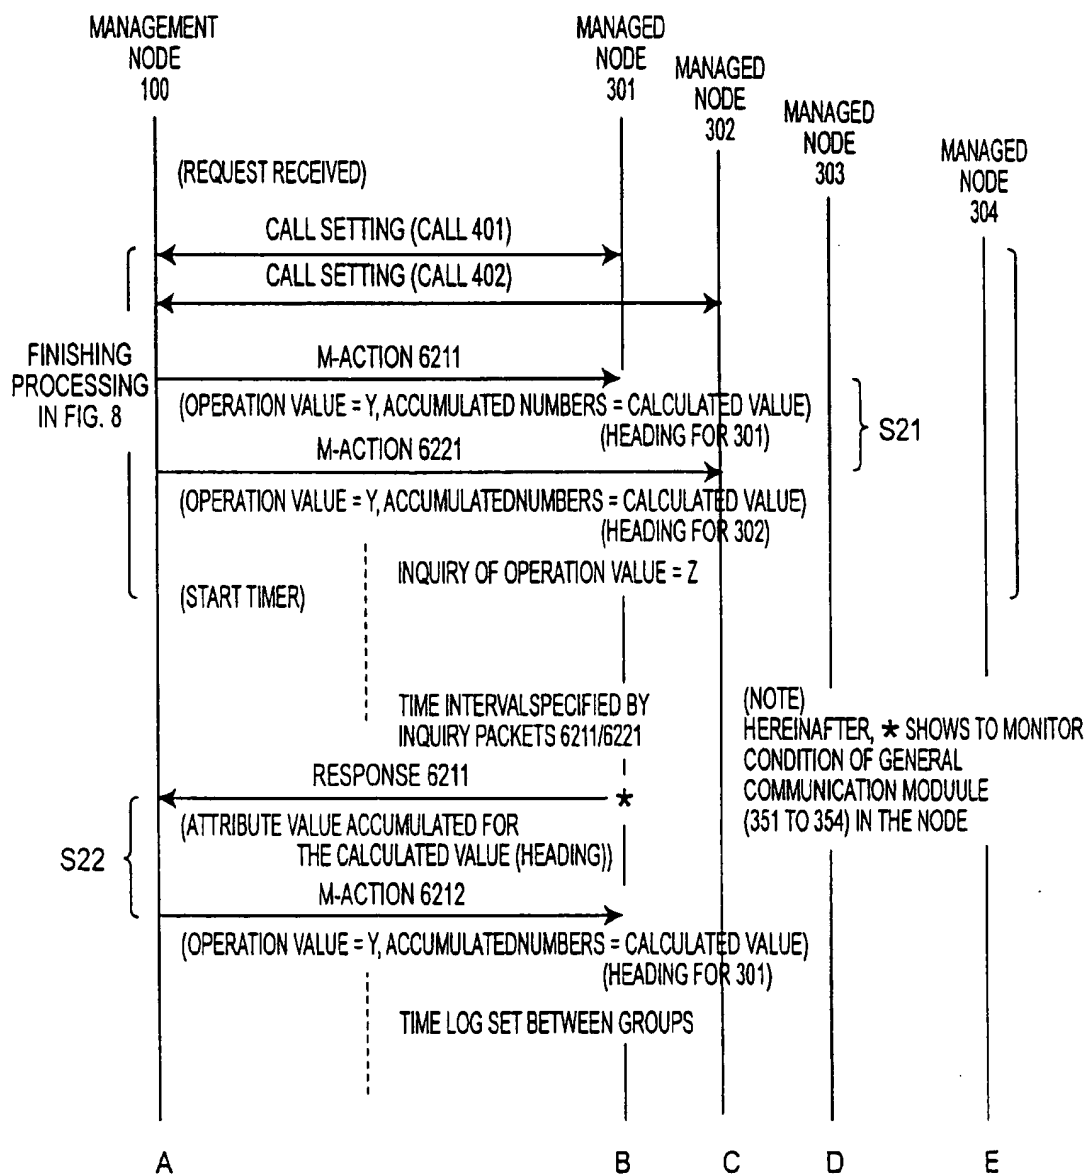 MANAGEMENT
NODE
100
MANAGED
NODE
301
MANAGED
NODE
302
MANAGED
NODE
303
MANAGED
NODE
304
(REQUEST RECEIVED)
CALL SETTING (CALL 401)
CALL SETTING (CALL 402)
FINISHING
PROCESSING
IN FIG. 8
M-ACTION 6211
(OPERATION VALUE = Y, ACCUMULATED NUMBERS = CALCULATED VALUE)
(HEADING FOR 301)
S21
M-ACTION 6221
(OPERATION VALUE = Y, ACCUMULATEDNUMBERS = CALCULATED VALUE)
(HEADING FOR 302)
INQUIRY OF OPERATION VALUE = Z
(START TIMER)
TIME INTERVALSPECIFIED BY
INQUIRY PACKETS 6211/6221
(NOTE)
HEREINAFTER, * SHOWS TO MONITOR
CONDITION OF GENERAL
COMMUNICATION MODUULE
(351 TO 354) IN THE NODE
RESPONSE 6211
*
(ATTRIBUTE VALUE ACCUMULATED FOR
THE CALCULATED VALUE (HEADING))
S22
M-ACTION 6212
(OPERATION VALUE = Y, ACCUMULATEDNUMBERS = CALCULATED VALUE)
(HEADING FOR 301)
TIME LOG SET BETWEEN GROUPS
A B C D E